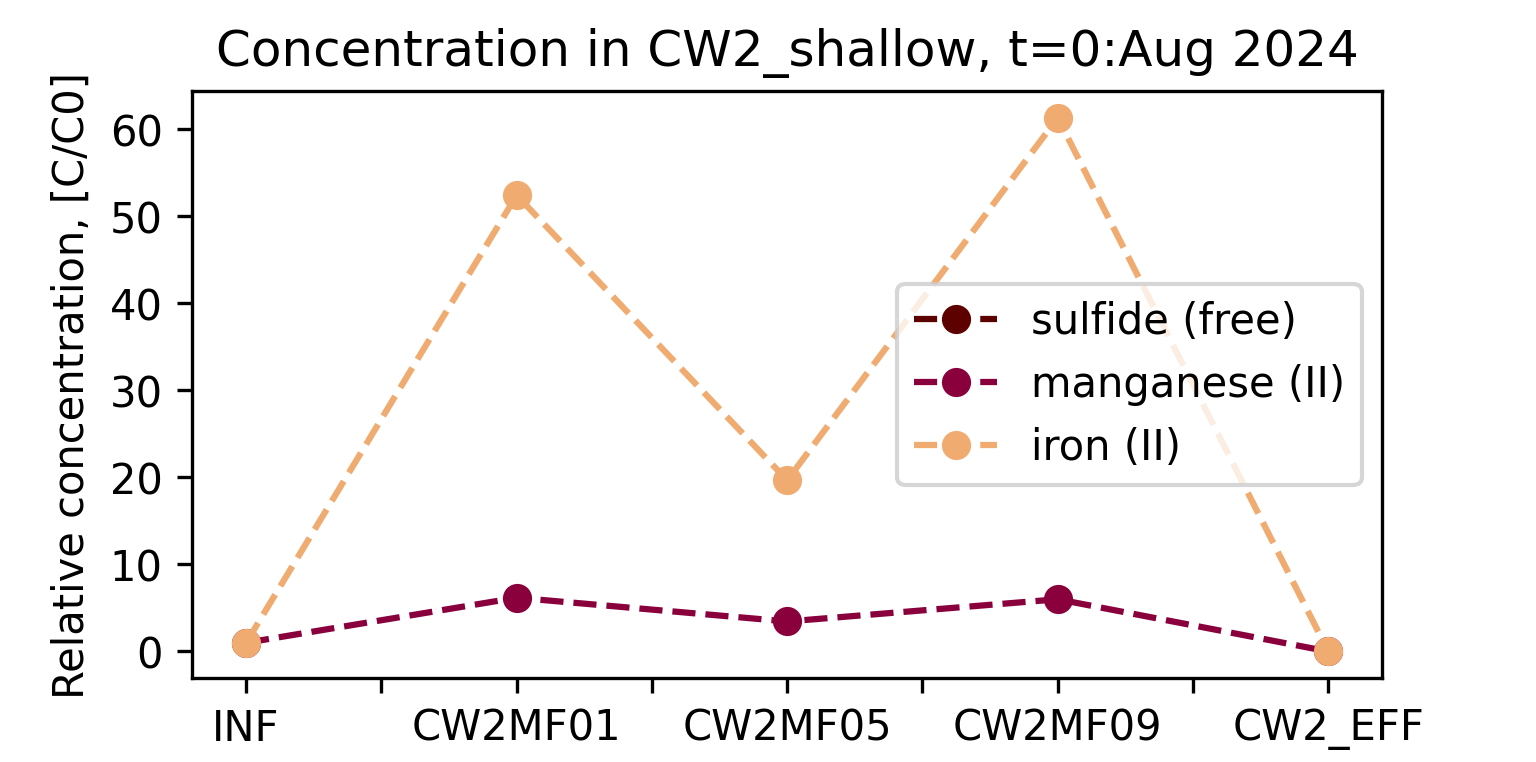 Concentration in CW2_shallow, t=0:Aug 2024
Relative concentration, [C/C0]
60
50
40
30
20
10
0
sulfide (free)
manganese (II)
iron (II)
INF CW2MF01 CW2MF05 CW2MF09 CW2_EFF